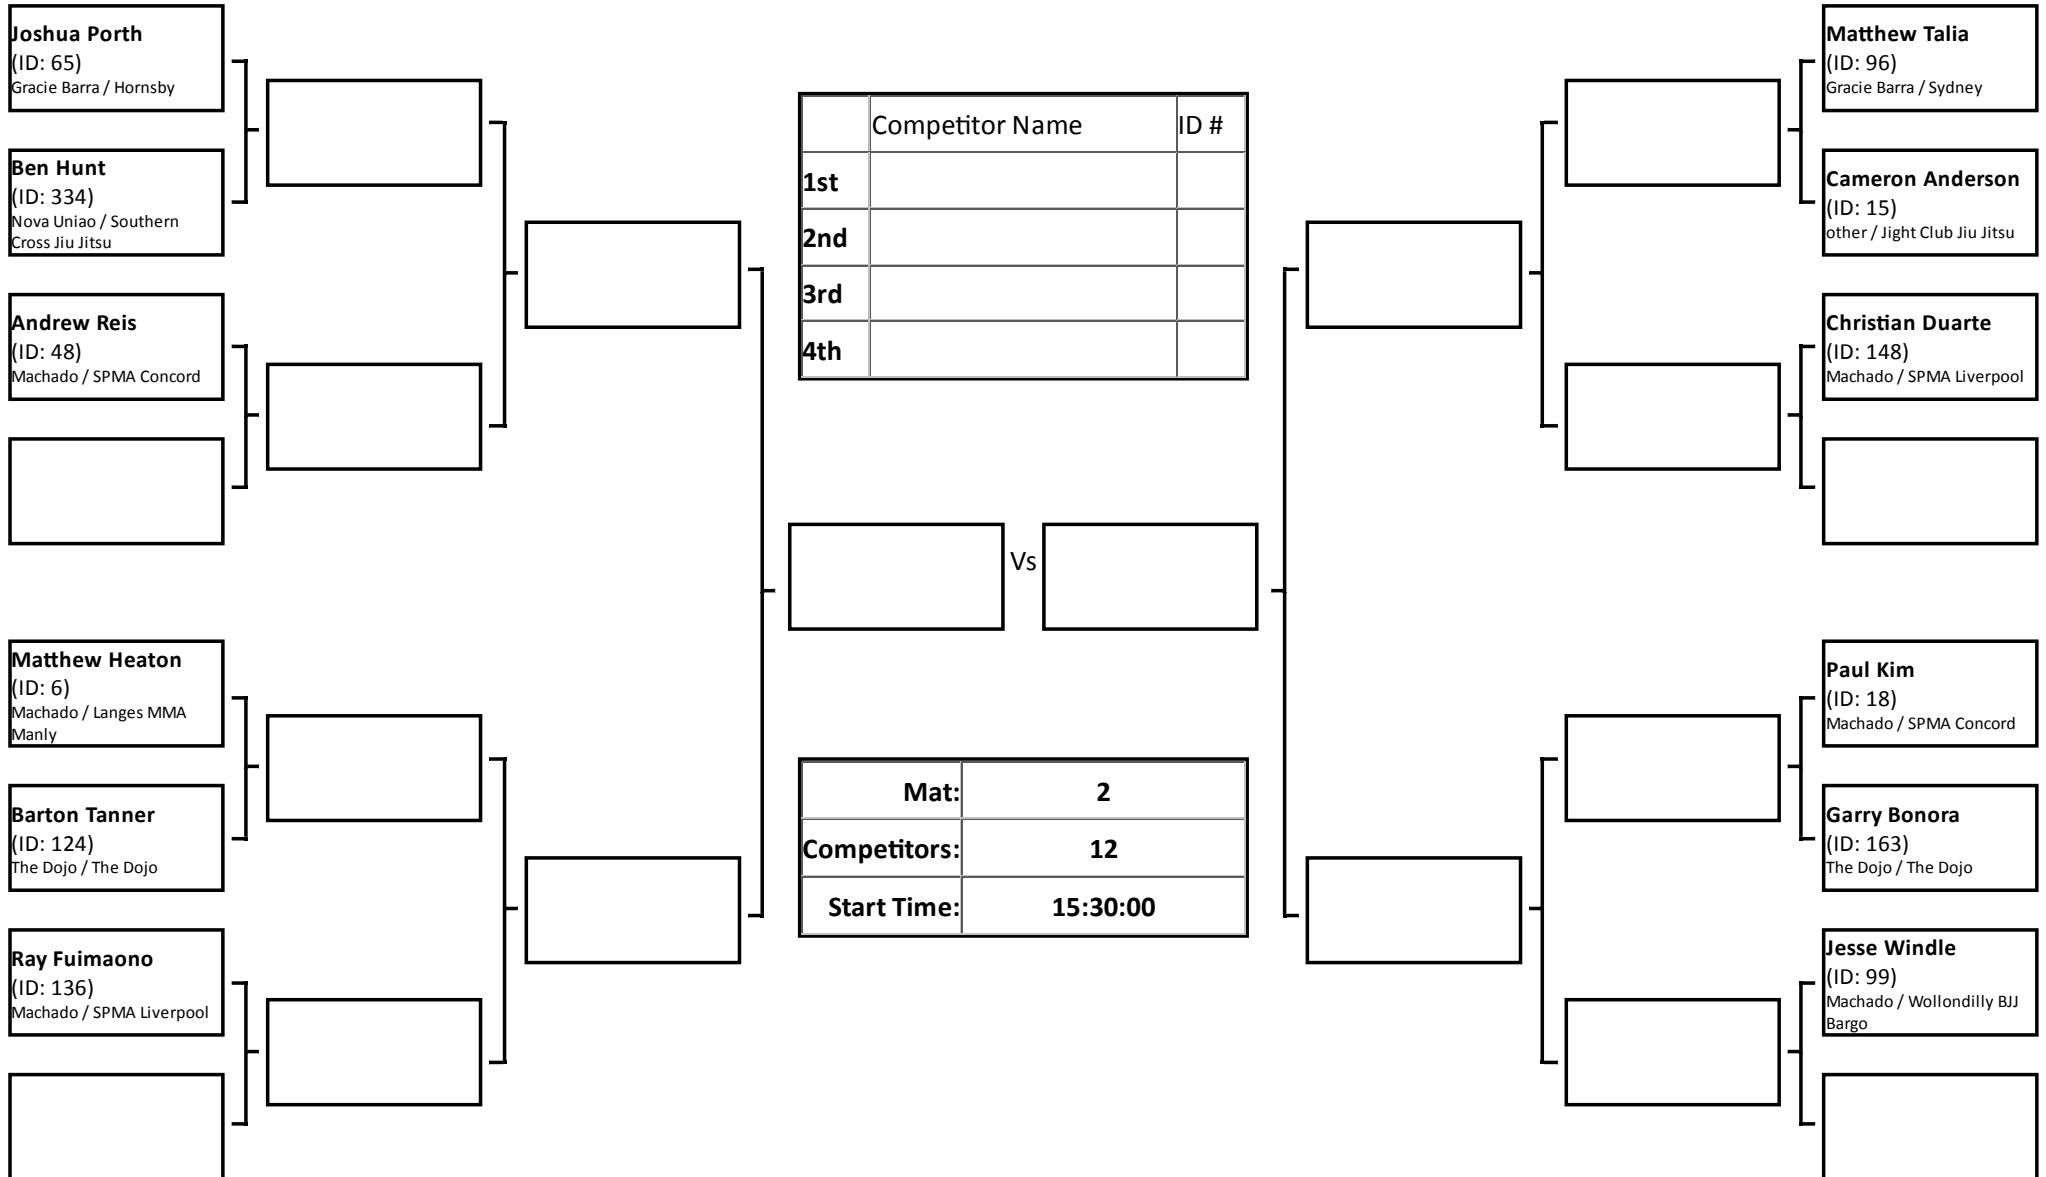 Joshua Porth
(ID: 65)
Gracie Barra / Hornsby
Ben Hunt
(ID: 334)
Nova Uniao / Southern
Cross Jiu Jitsu
Andrew Reis
(ID: 48)
Machado / SPMA Concord
Matthew Heaton
(ID: 6)
Machado / Langes MMA
Manly
Barton Tanner
(ID: 124)
The Dojo / The Dojo
Ray Fuimaono
(ID: 136)
Machado / SPMA Liverpool
Competitor Name ID #
1st
2nd
3rd
4th
Vs
Mat: 2
Competitors: 12
Start Time: 15:30:00
Matthew Talia
(ID: 96)
Gracie Barra / Sydney
Cameron Anderson
(ID: 15)
other / Jight Club Jiu Jitsu
Christian Duarte
(ID: 148)
Machado / SPMA Liverpool
Paul Kim
(ID: 18)
Machado / SPMA Concord
Garry Bonora
(ID: 163)
The Dojo / The Dojo
Jesse Windle
(ID: 99)
Machado / Wollondilly BJJ
Bargo